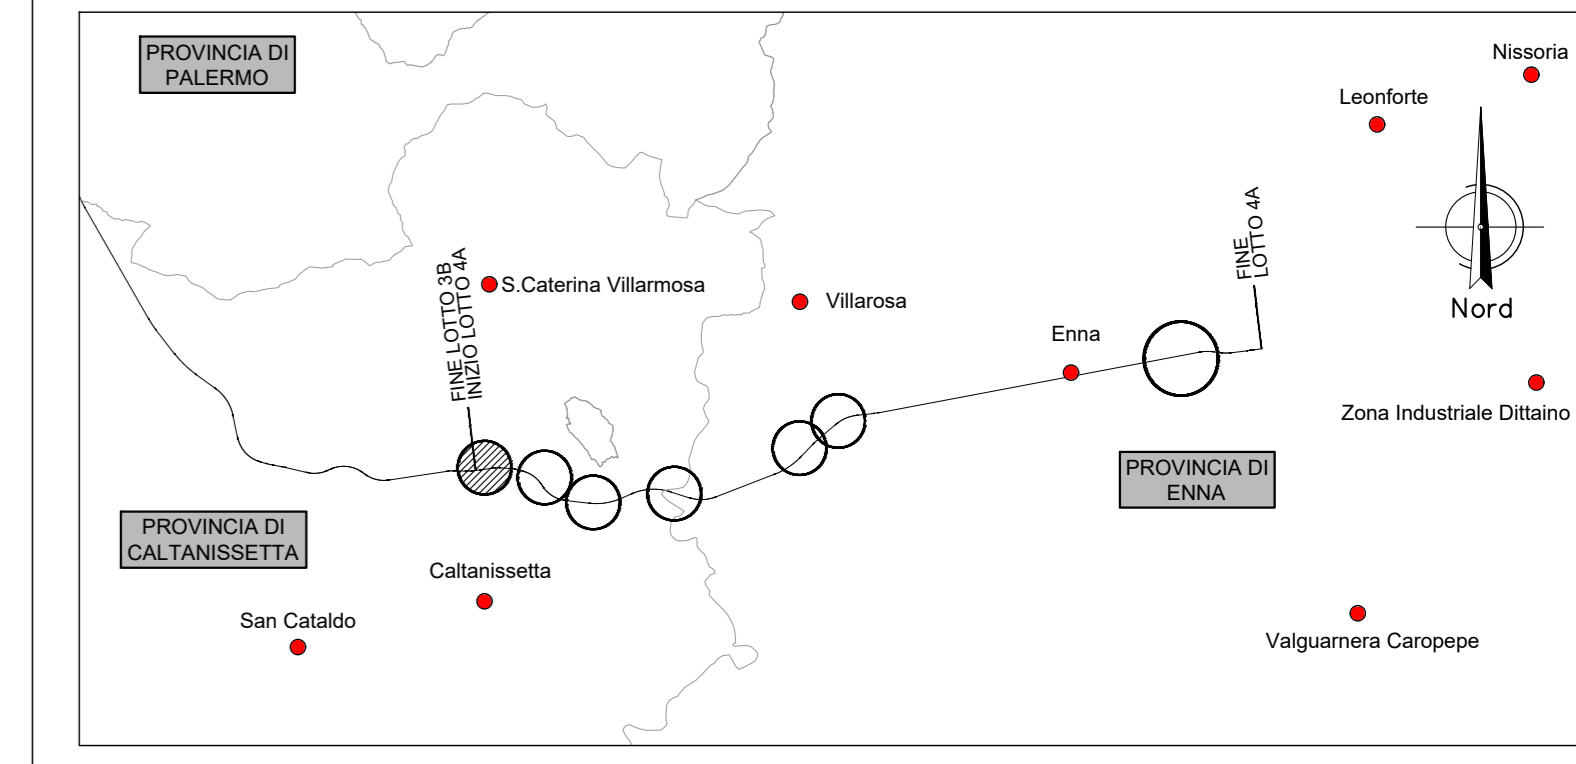 PROVINCIA DI
PALERMO
Nissoria
Leonforte
FINE
LOTTO 4A
FINE LOTTO 3B
INIZIO LOTTO 4A
S.Caterina Villarmosa
Villarosa
Nord
Enna
Zona Industriale Dittaino
PROVINCIA DI
ENNA
PROVINCIA DI
CALTANISSETTA
Caltanissetta
San Cataldo
Valguarnera Caropepe